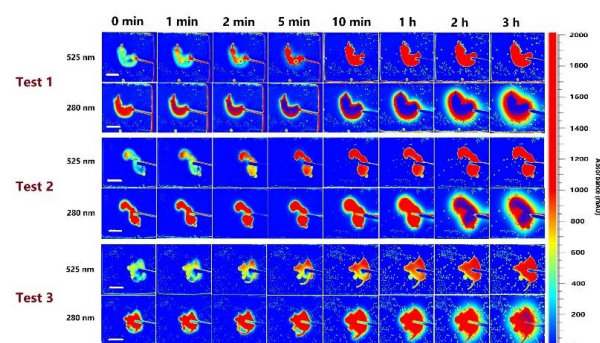 0 min 1 min 2 min 5 min 10 min 1 h 2 h 3 h
Test 1
525 nm
280 nm
Test 2
525 nm
280 nm
Test 3
525 nm
280 nm
2000
1800
1600
1400
1200
1000
800
600
400
200
Absorbance (mAU)